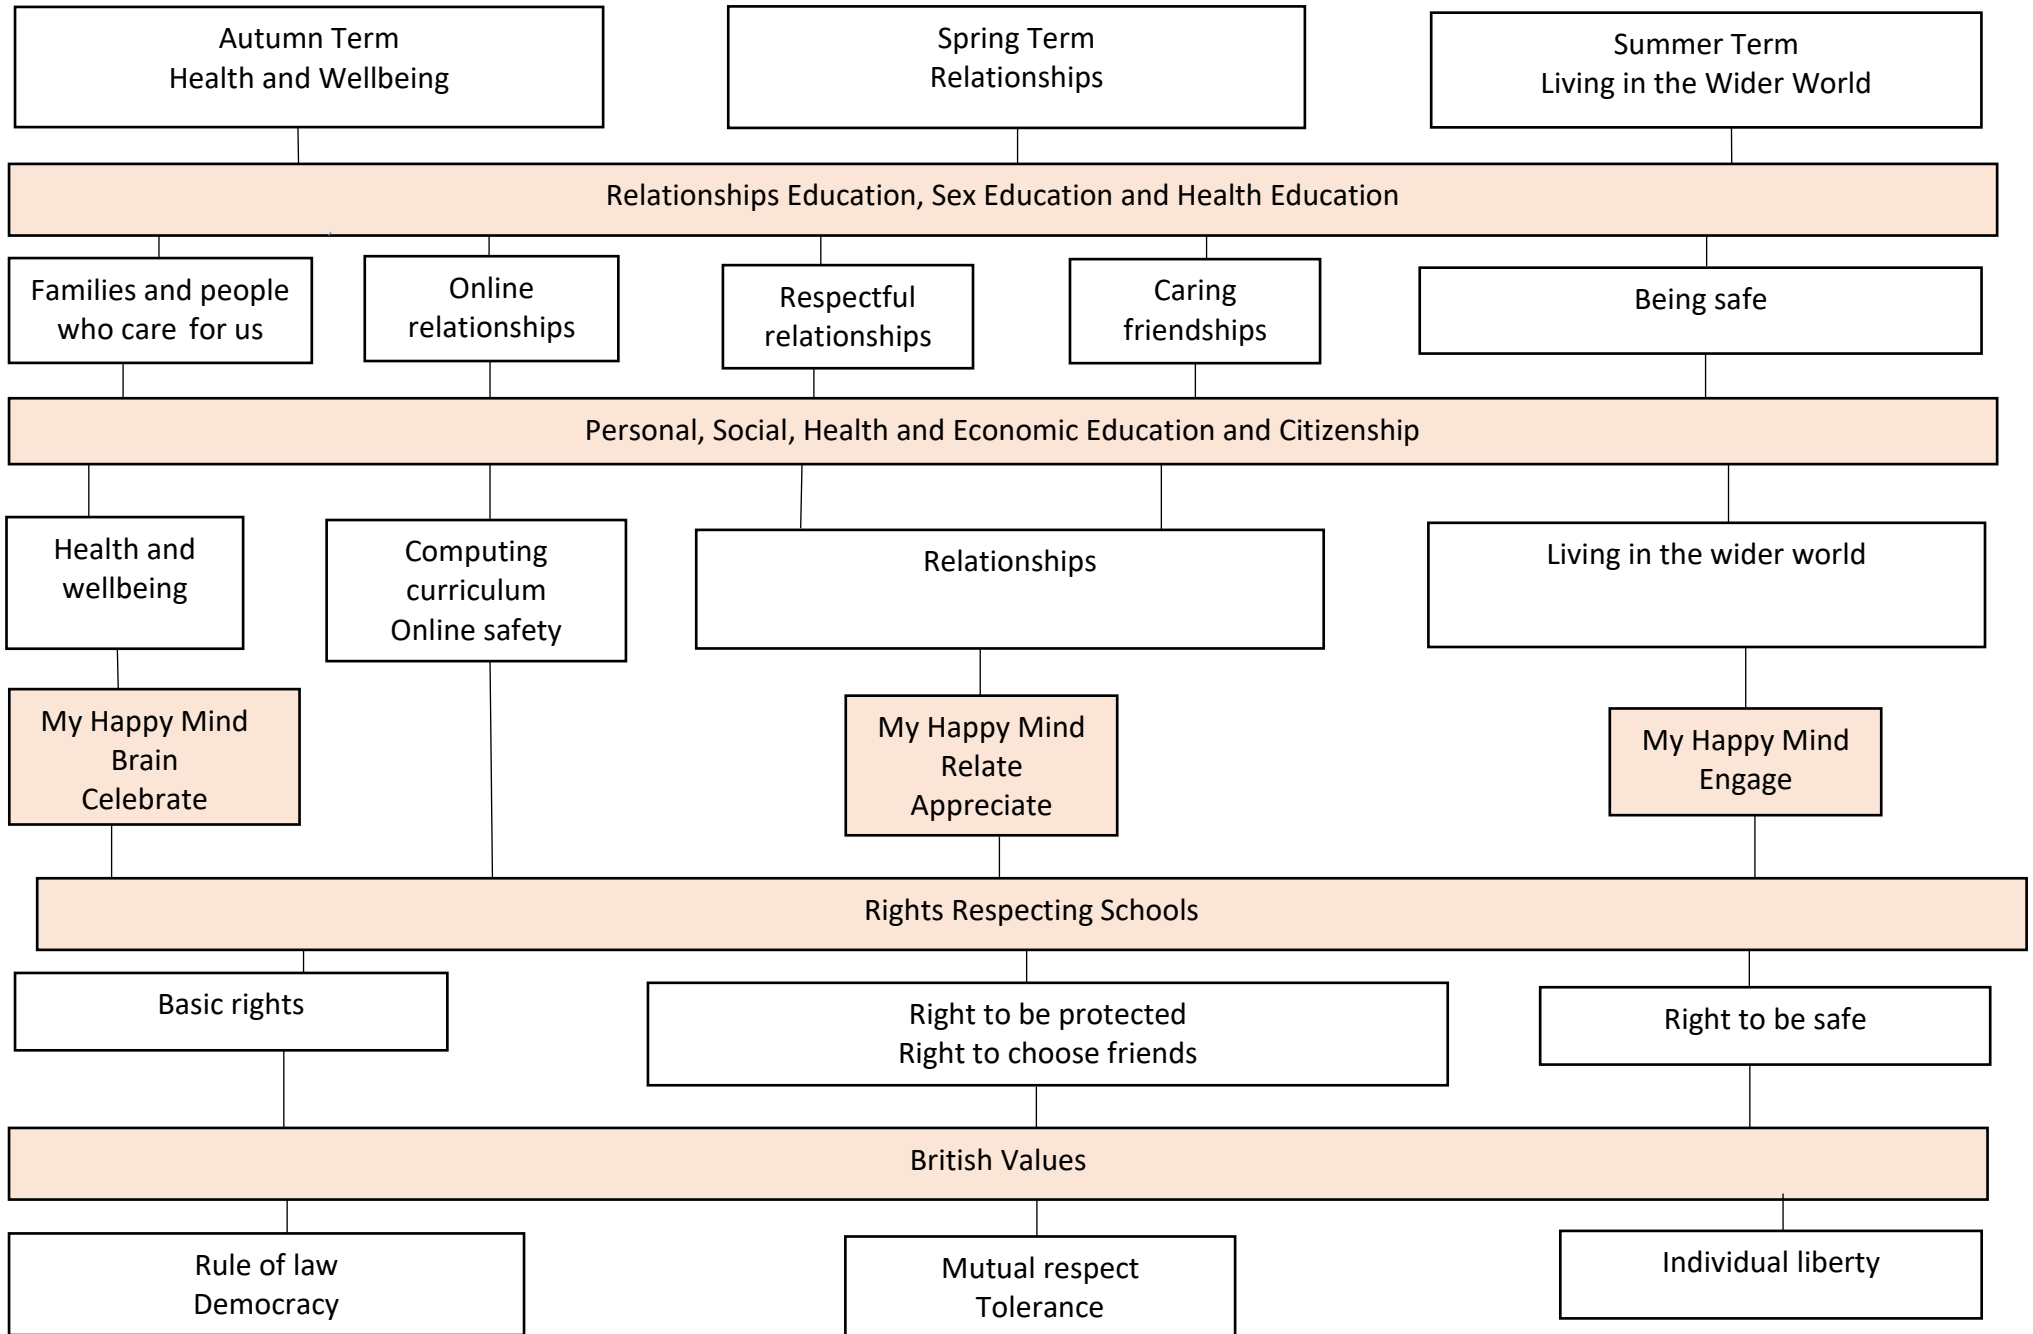 Autumn Term
Health and Wellbeing
Spring Term
Relationships
Summer Term
Living in the Wider World
Relationships Education, Sex Education and Health Education
Families and people
who care for us
Online
relationships
Respectful
relationships
Caring
friendships
Being safe
Personal, Social, Health and Economic Education and Citizenship
Health and
wellbeing
Computing
curriculum
Online safety
Relationships
Living in the wider world
My Happy Mind
Brain
Celebrate
My Happy Mind
Relate
Appreciate
My Happy Mind
Engage
Rights Respecting Schools
Basic rights
Right to be protected
Right to choose friends
Right to be safe
British Values
Rule of law
Democracy
Mutual respect
Tolerance
Individual liberty